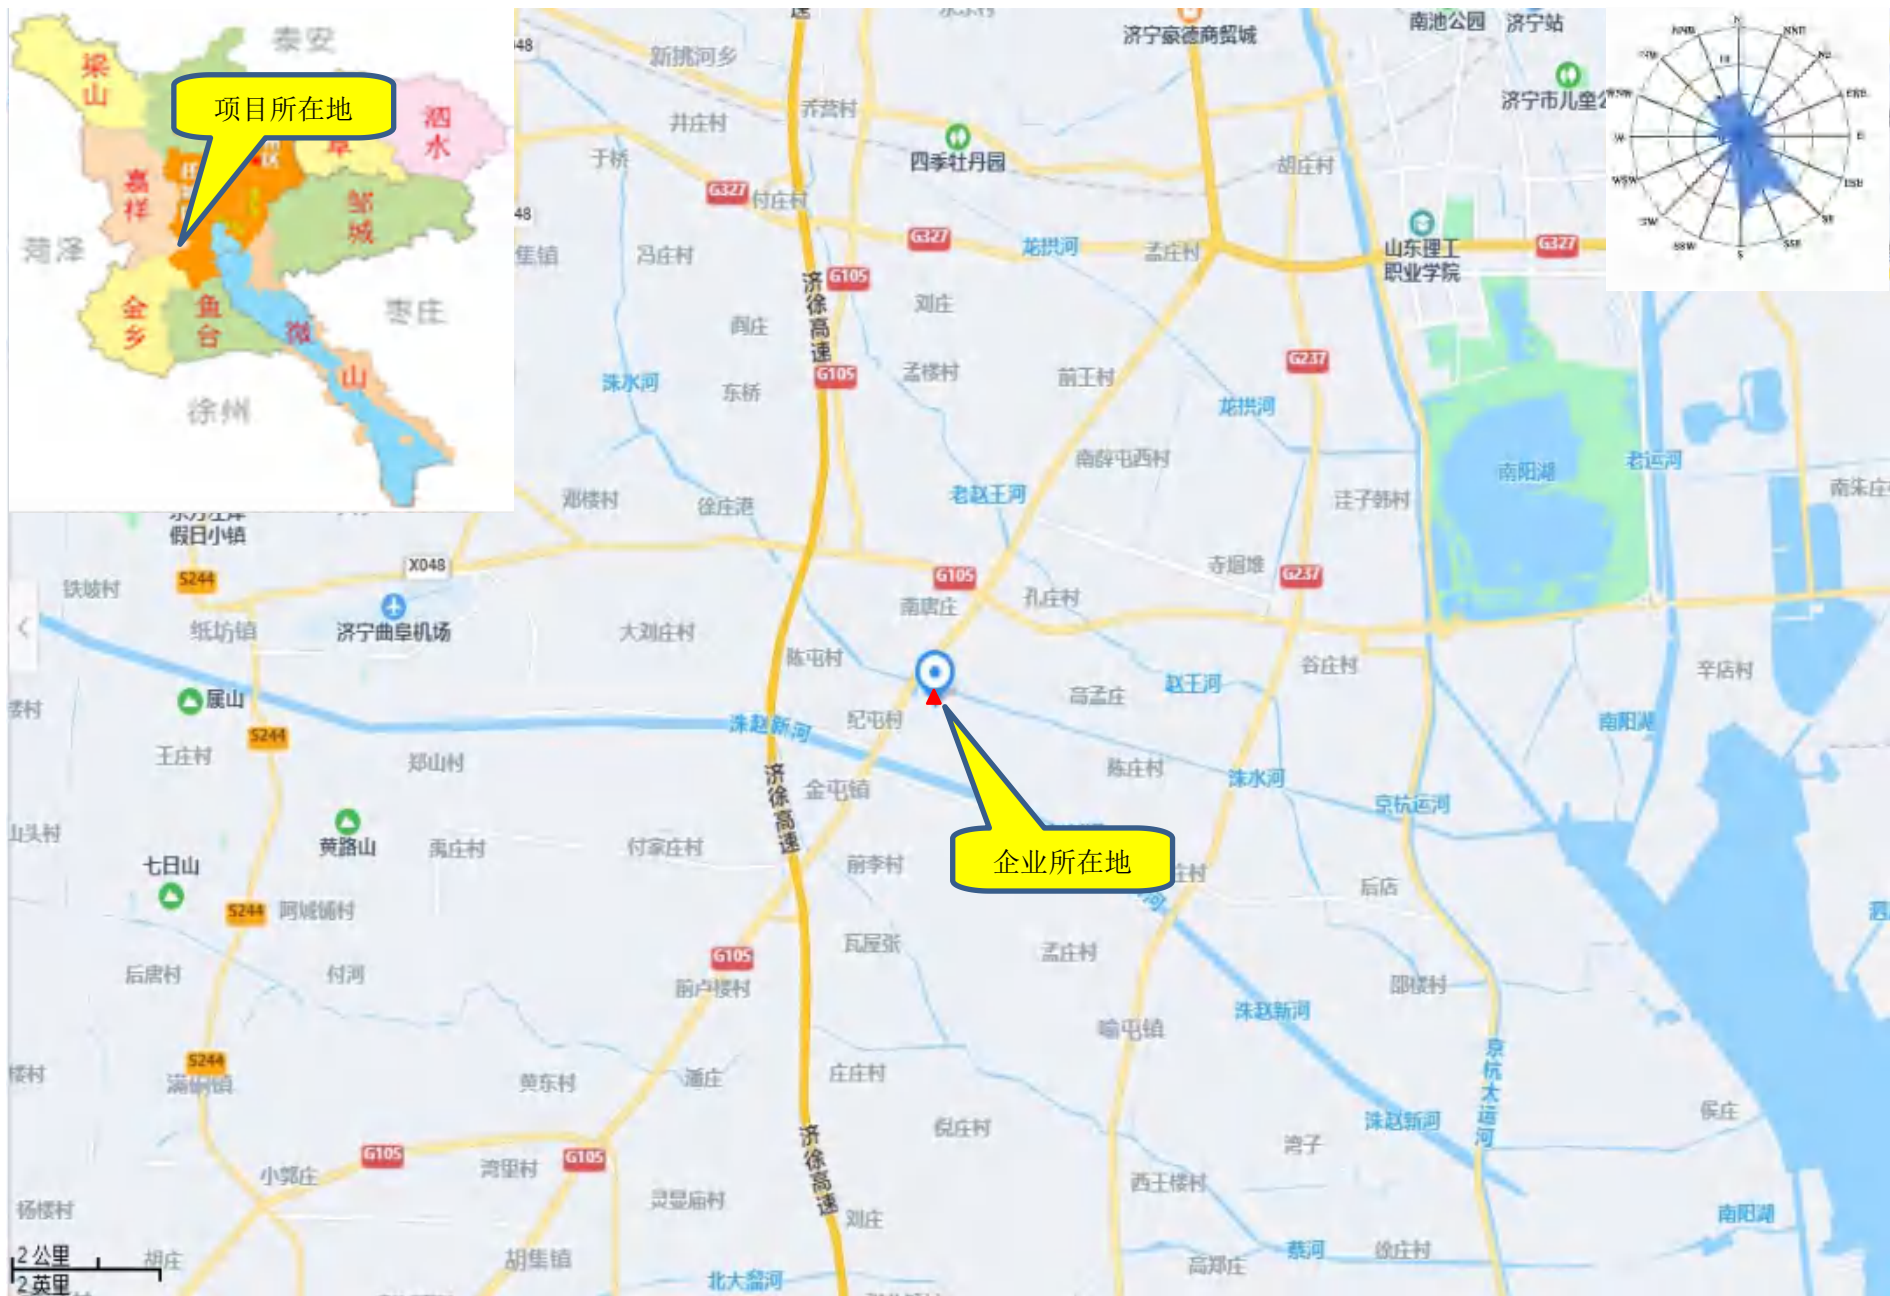 泰安
梁山
项目所在地
泗水
嘉祥
邹城
菏泽
金乡
鱼台
微
山
枣庄
徐州
新挑河乡
井庄村
于桥
乔营村
四季牡丹园
济宁豪德商贸城
南池公园
济宁站
胡庄村
G327
付庄村
G327
龙拱河
孟庄村
山东理工
职业学院
G327
集镇
冯庄村
G105
济徐高速
刘庄
阎庄
G105
孟楼村
前王村
G237
洙水河
东桥
龙拱河
南薛屯西村
南阳湖
老运河
邓楼村
徐庄港
老赵王河
洼子韩村
假日小镇
X048
S244
铁坡村
济宁曲阜机场
纸坊镇
大刘庄村
G105
南唐庄
孔庄村
寺堌堆
G237
陈屯村
谷庄村
辛店村
属山
高孟庄
赵王河
纪屯村
洙赵新河
南阳湖
S244
王庄村
郑山村
金屯镇
陈庄村
洙水河
京杭运河
济徐高速
山头村
黄路山
禹庄村
付家庄村
企业所在地
七日山
前李村
后店
S244
阿城铺村
瓦屋张
孟庄村
后唐村
付河
G105
前卢楼村
邵楼村
洙赵新河
喻屯镇
S244
满硐镇
黄东村
潘庄
庄庄村
京杭大运河
倪庄村
洙赵新河
侯庄
湾子
G105
小郭庄
湾里村
G105
济徐高速
西王楼村
杨楼村
灵显庙村
刘庄
南阳湖
2 公里
2 英里
胡庄
胡集镇
北大溜河
高郑庄
蔡河
徐庄村
N
E
SE
SSE
S
SSW
SW
WSW
W